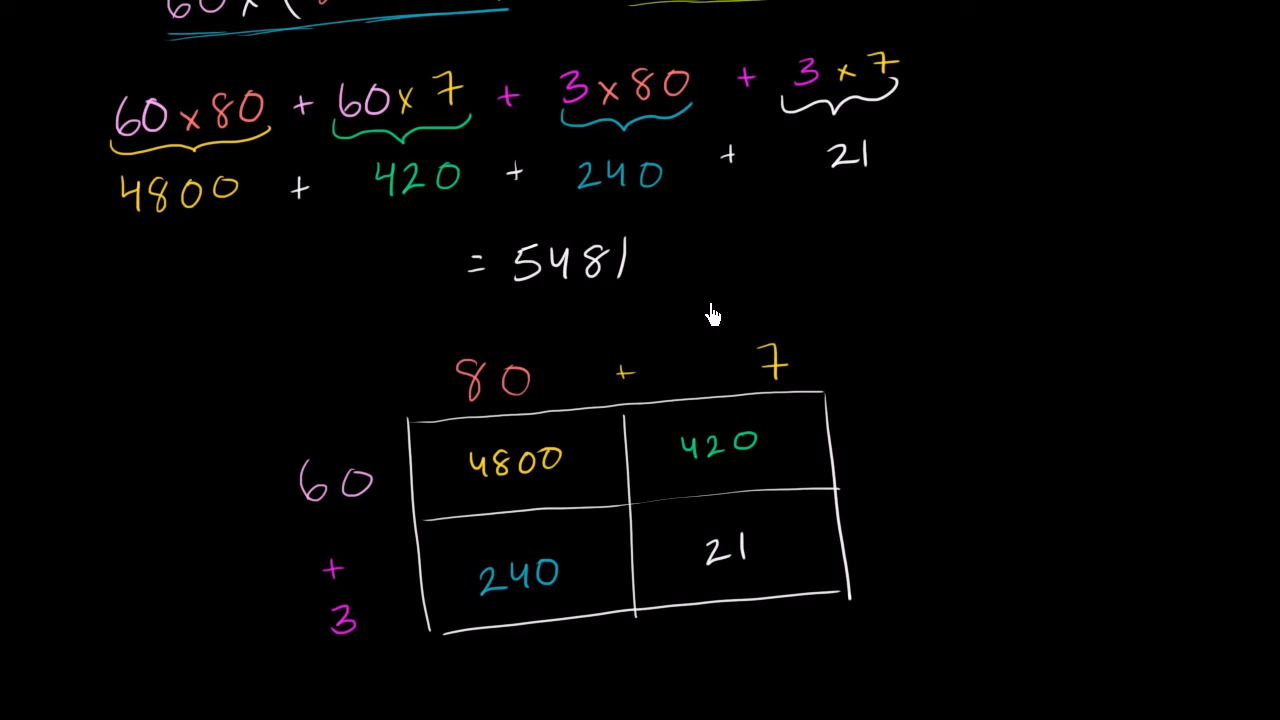 60 × (
60 × 80 + 60 × 7 + 3 × 80 + 3 × 7
4800 + 420 + 240 + 21
= 5481
80 + 7
60 4800 420
+
240 21
3